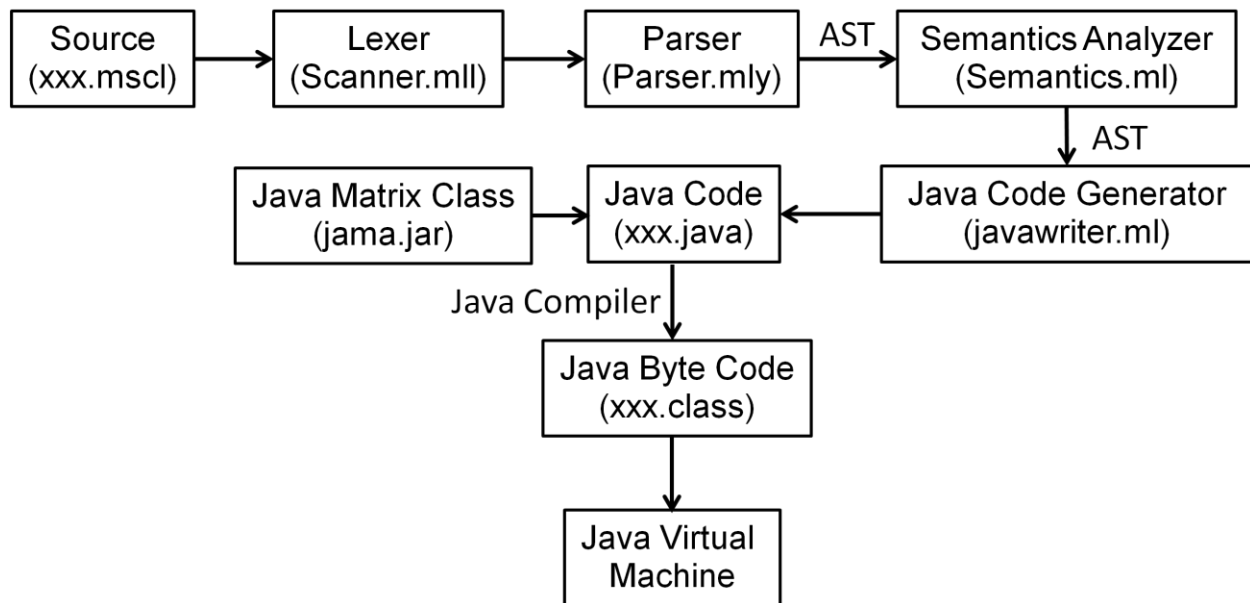 Source
(xxx.mscl)
Lexer
(Scanner.mll)
Parser
(Parser.mly)
AST
Semantics Analyzer
(Semantics.ml)
AST
Java Matrix Class
(jama.jar)
Java Code
(xxx.java)
Java Code Generator
(javawriter.ml)
Java Compiler
Java Byte Code
(xxx.class)
Java Virtual
Machine